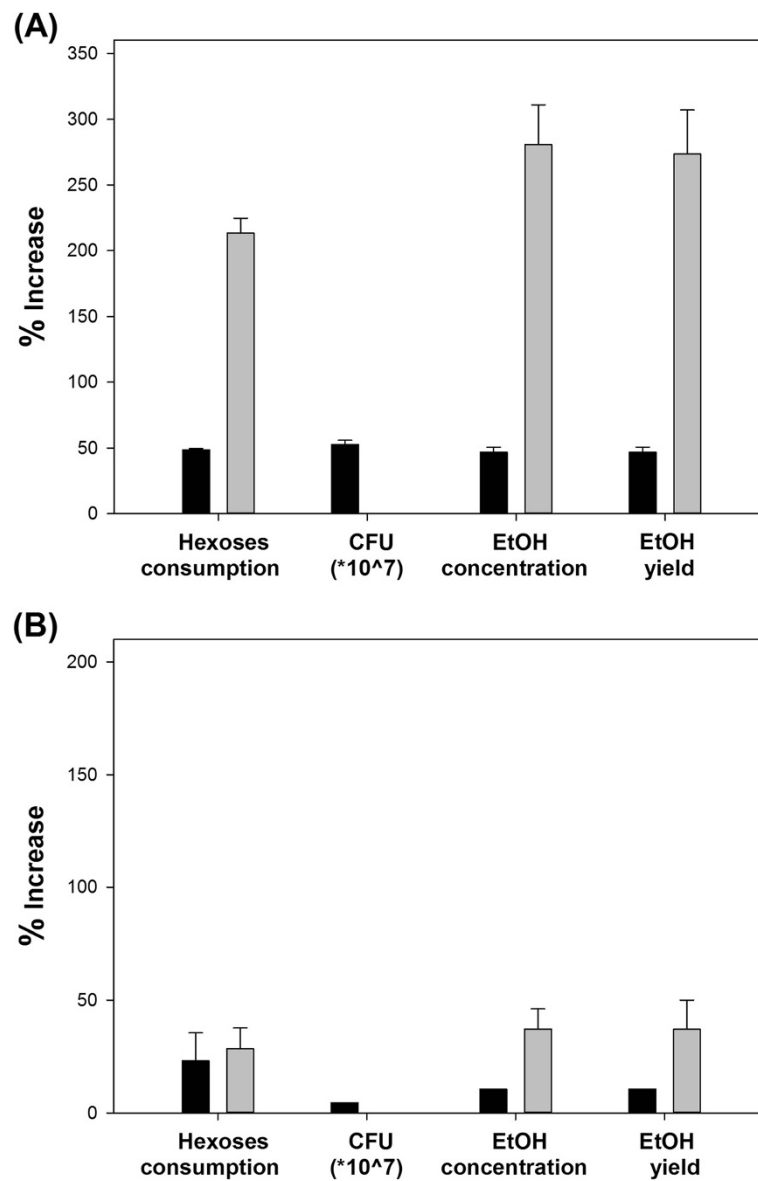 (A)
350
300
250
200
150
100
50
0
% Increase
Hexoses consumption
CFU (*10^7)
EtOH concentration
EtOH yield
(B)
200
150
100
50
0
% Increase
Hexoses consumption
CFU (*10^7)
EtOH concentration
EtOH yield